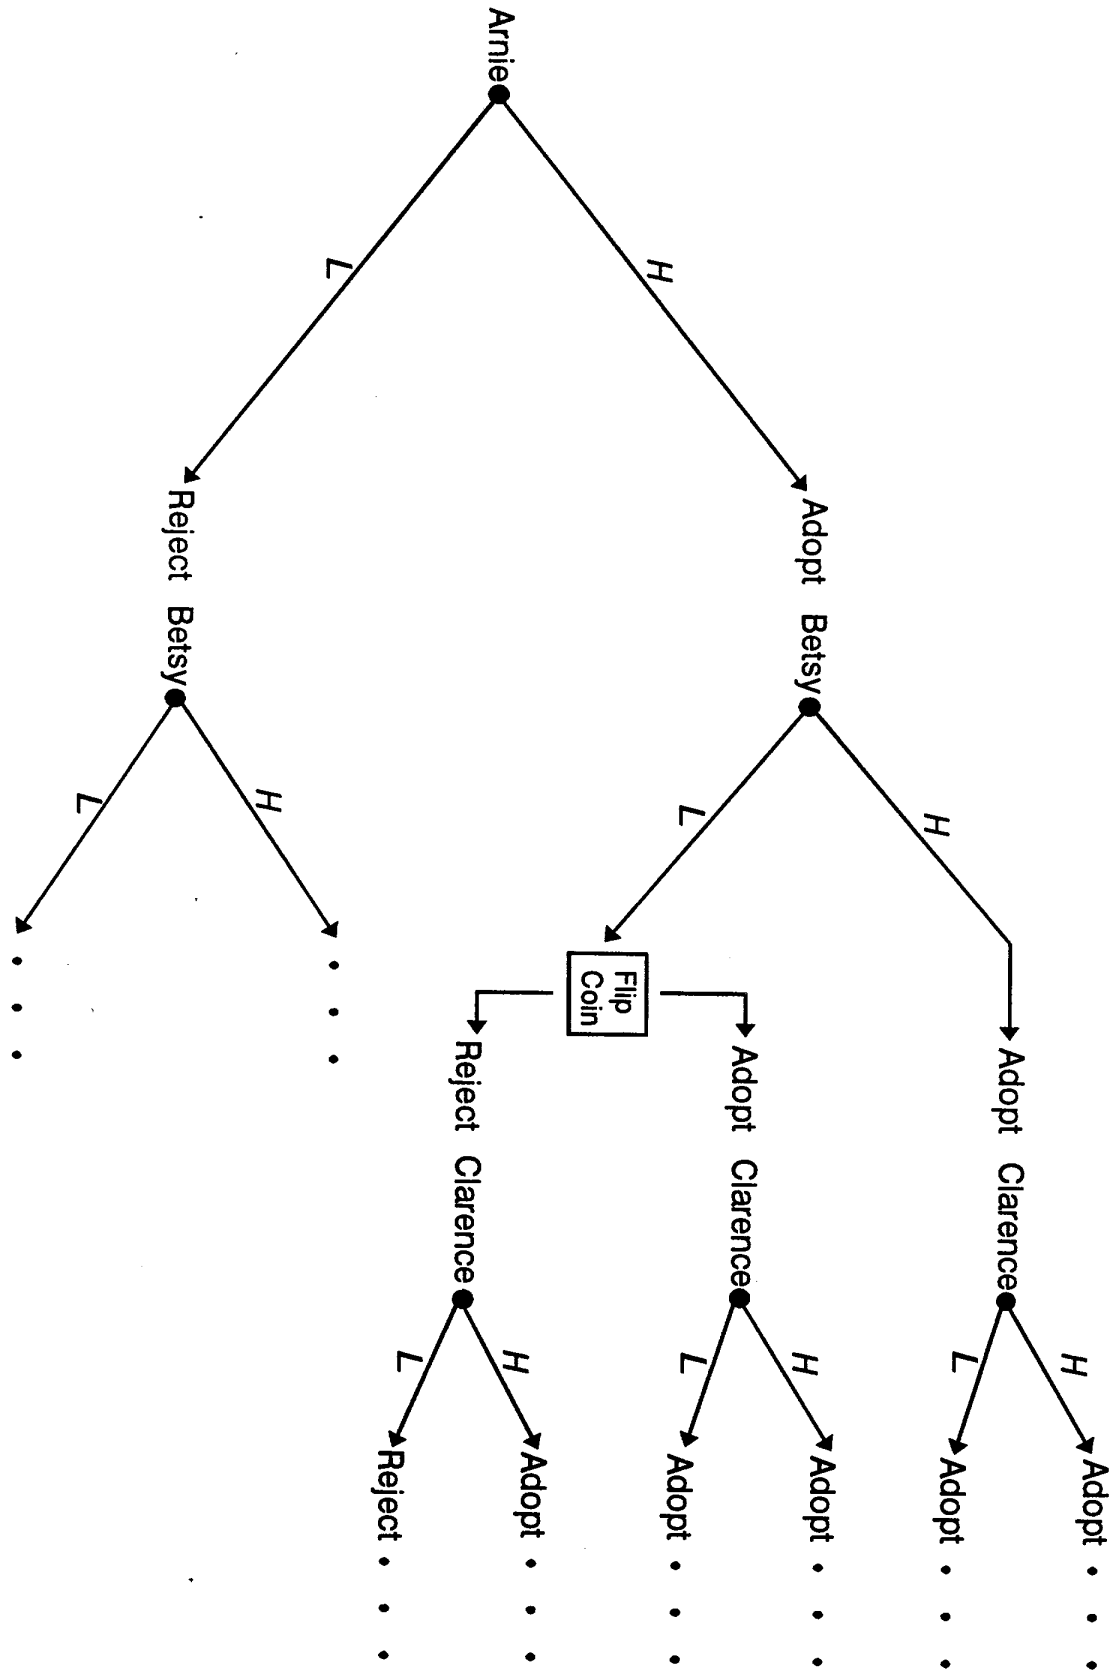 Arnie
H
L
Adopt Betsy
Reject Betsy
H
L
H
L
Flip
Coin
Adopt Clarence
Adopt Clarence
Reject Clarence
H
L
H
L
H
L
Adopt . . .
Adopt . . .
Adopt . . .
Adopt . . .
Adopt . . .
Reject . . .
. . .
. . .